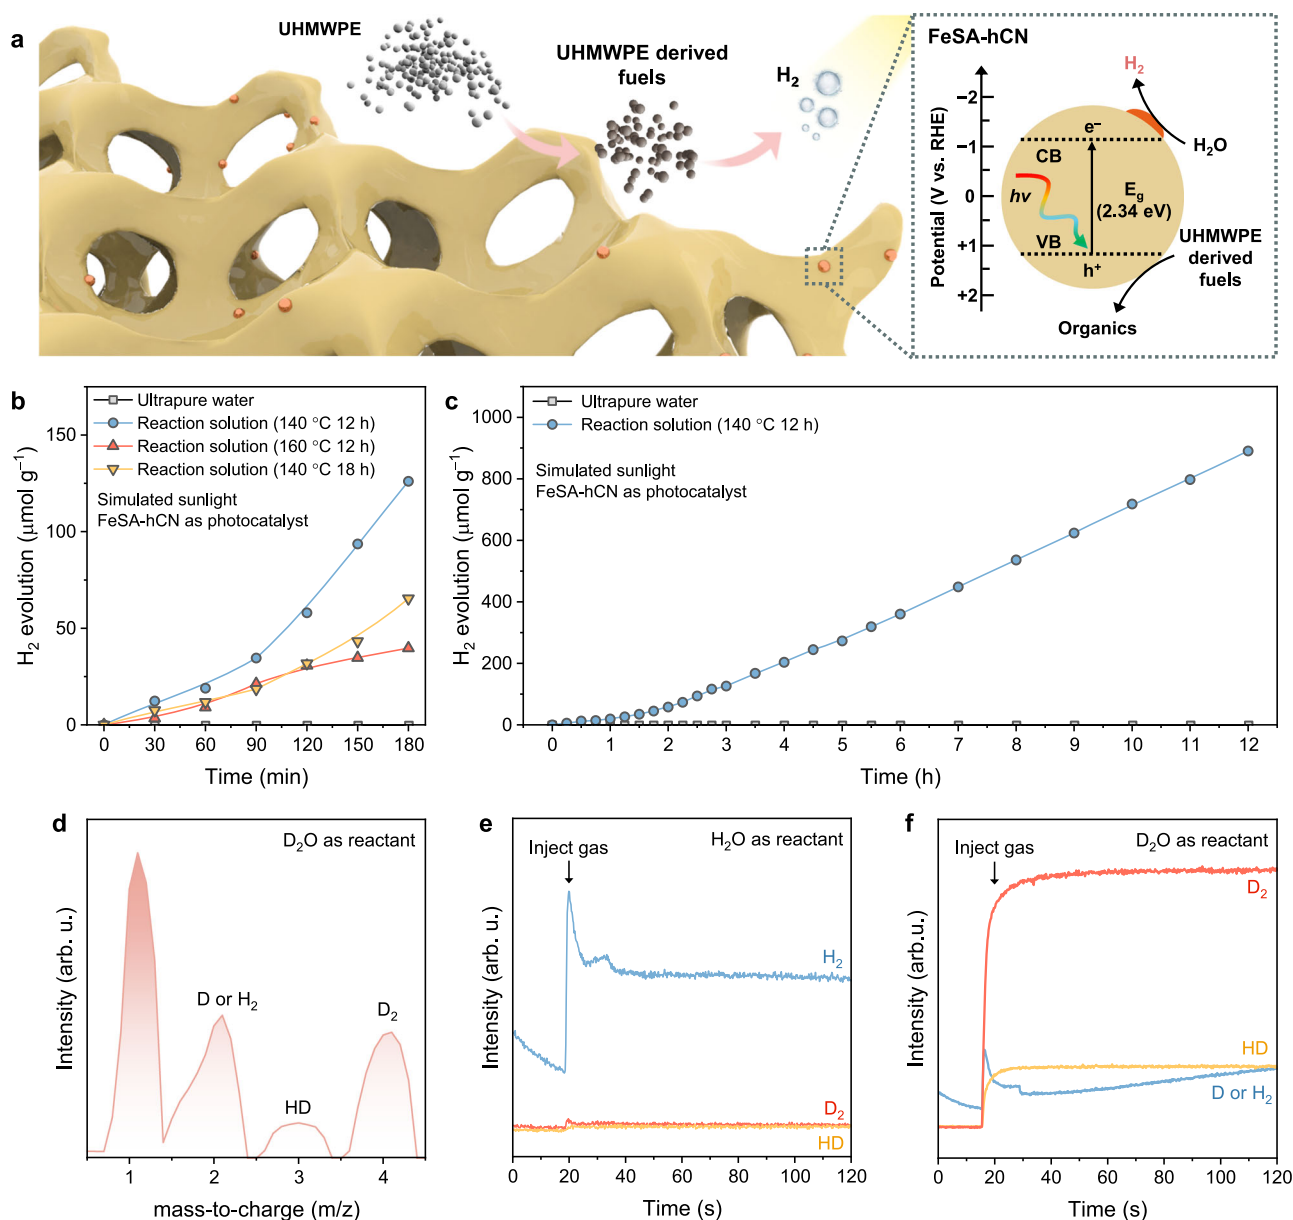 a
UHMWPE
UHMWPE derived
fuels
H₂
FeSA-hCN
Potential (V vs. RHE)
−2
−1
0
+1
+2
H₂
e⁻
H₂O
CB
hv
E_g
(2.34 eV)
VB
h⁺
UHMWPE
derived
fuels
Organics
b
Ultrapure water
Reaction solution (140 °C 12 h)
Reaction solution (160 °C 12 h)
Reaction solution (140 °C 18 h)
Simulated sunlight
FeSA-hCN as photocatalyst
H₂ evolution (μmol g⁻¹)
150
100
50
0
0 30 60 90 120 150 180
Time (min)
c
Ultrapure water
Reaction solution (140 °C 12 h)
Simulated sunlight
FeSA-hCN as photocatalyst
H₂ evolution (μmol g⁻¹)
1000
800
600
400
200
0
0 1 2 3 4 5 6 7 8 9 10 11 12
Time (h)
d
D₂O as reactant
D or H₂
D₂
HD
Intensity (arb. u.)
1 2 3 4
mass-to-charge (m/z)
e
H₂O as reactant
Inject gas
H₂
D₂
HD
Intensity (arb. u.)
0 20 40 60 80 100 120
Time (s)
f
D₂O as reactant
Inject gas
D₂
HD
D or H₂
Intensity (arb.u.)
0 20 40 60 80 100 120
Time (s)